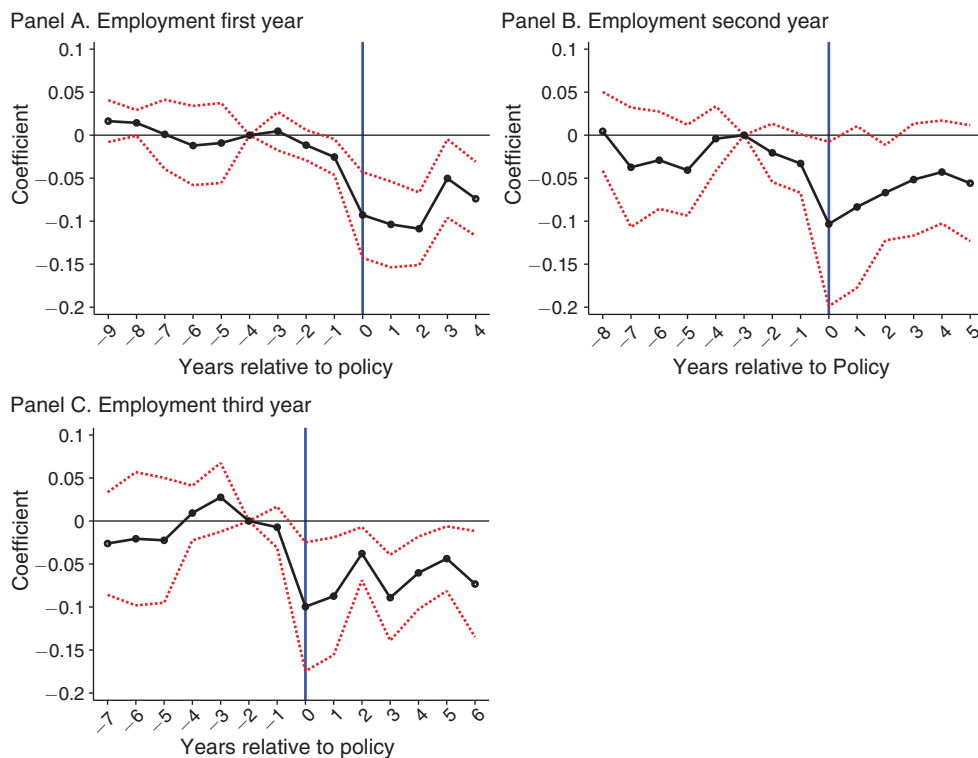 Panel A. Employment first year
Coefficient
0.1
0.05
0
−0.05
−0.1
−0.15
−0.2
−9 −8 −7 −6 −5 −4 −3 −2 −1 0 1 2 3 4
Years relative to policy
Panel B. Employment second year
Coefficient
0.1
0.05
0
−0.05
−0.1
−0.15
−0.2
−8 −7 −6 −5 −4 −3 −2 −1 0 1 2 3 4 5
Years relative to Policy
Panel C. Employment third year
Coefficient
0.1
0.05
0
−0.05
−0.1
−0.15
−0.2
−7 −6 −5 −4 −3 −2 −1 0 1 2 3 4 5 6
Years relative to policy